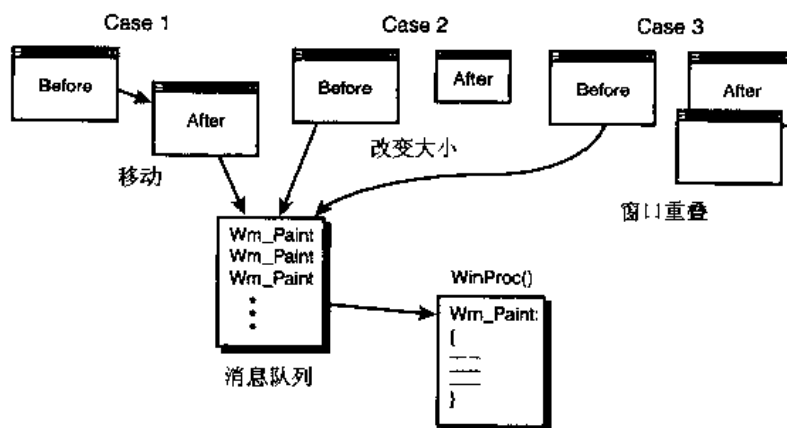 Case 1
Case 2
Case 3
Before
After
Before
After
Before
After
移动
改变大小
窗口重叠
Wm_Paint
Wm_Paint
Wm_Paint
消息队列
WinProc()
Wm_Paint:
{
}